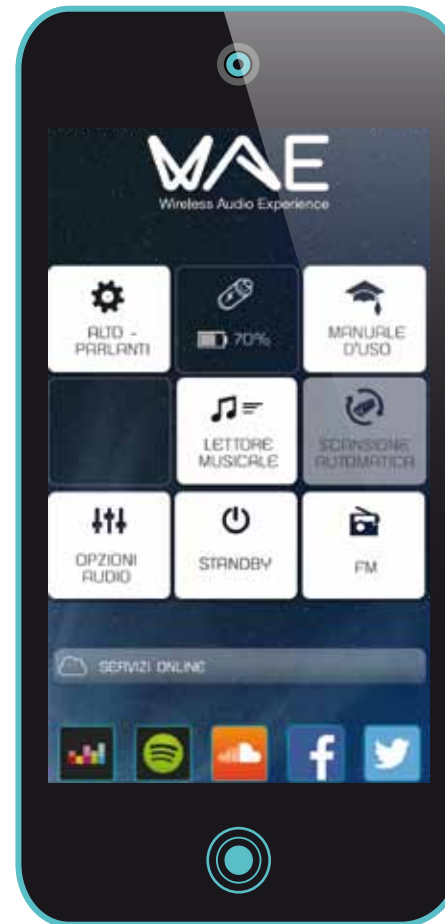 WAE
Wireless Audio Experience
ALTO -
PARLANTI
70%
MANUALE
D'USO
LETTORE
MUSICALE
SCANSIONE
AUTOMATICA
OPZIONI
AUDIO
STANDBY
FM
SERVIZI ONLINE